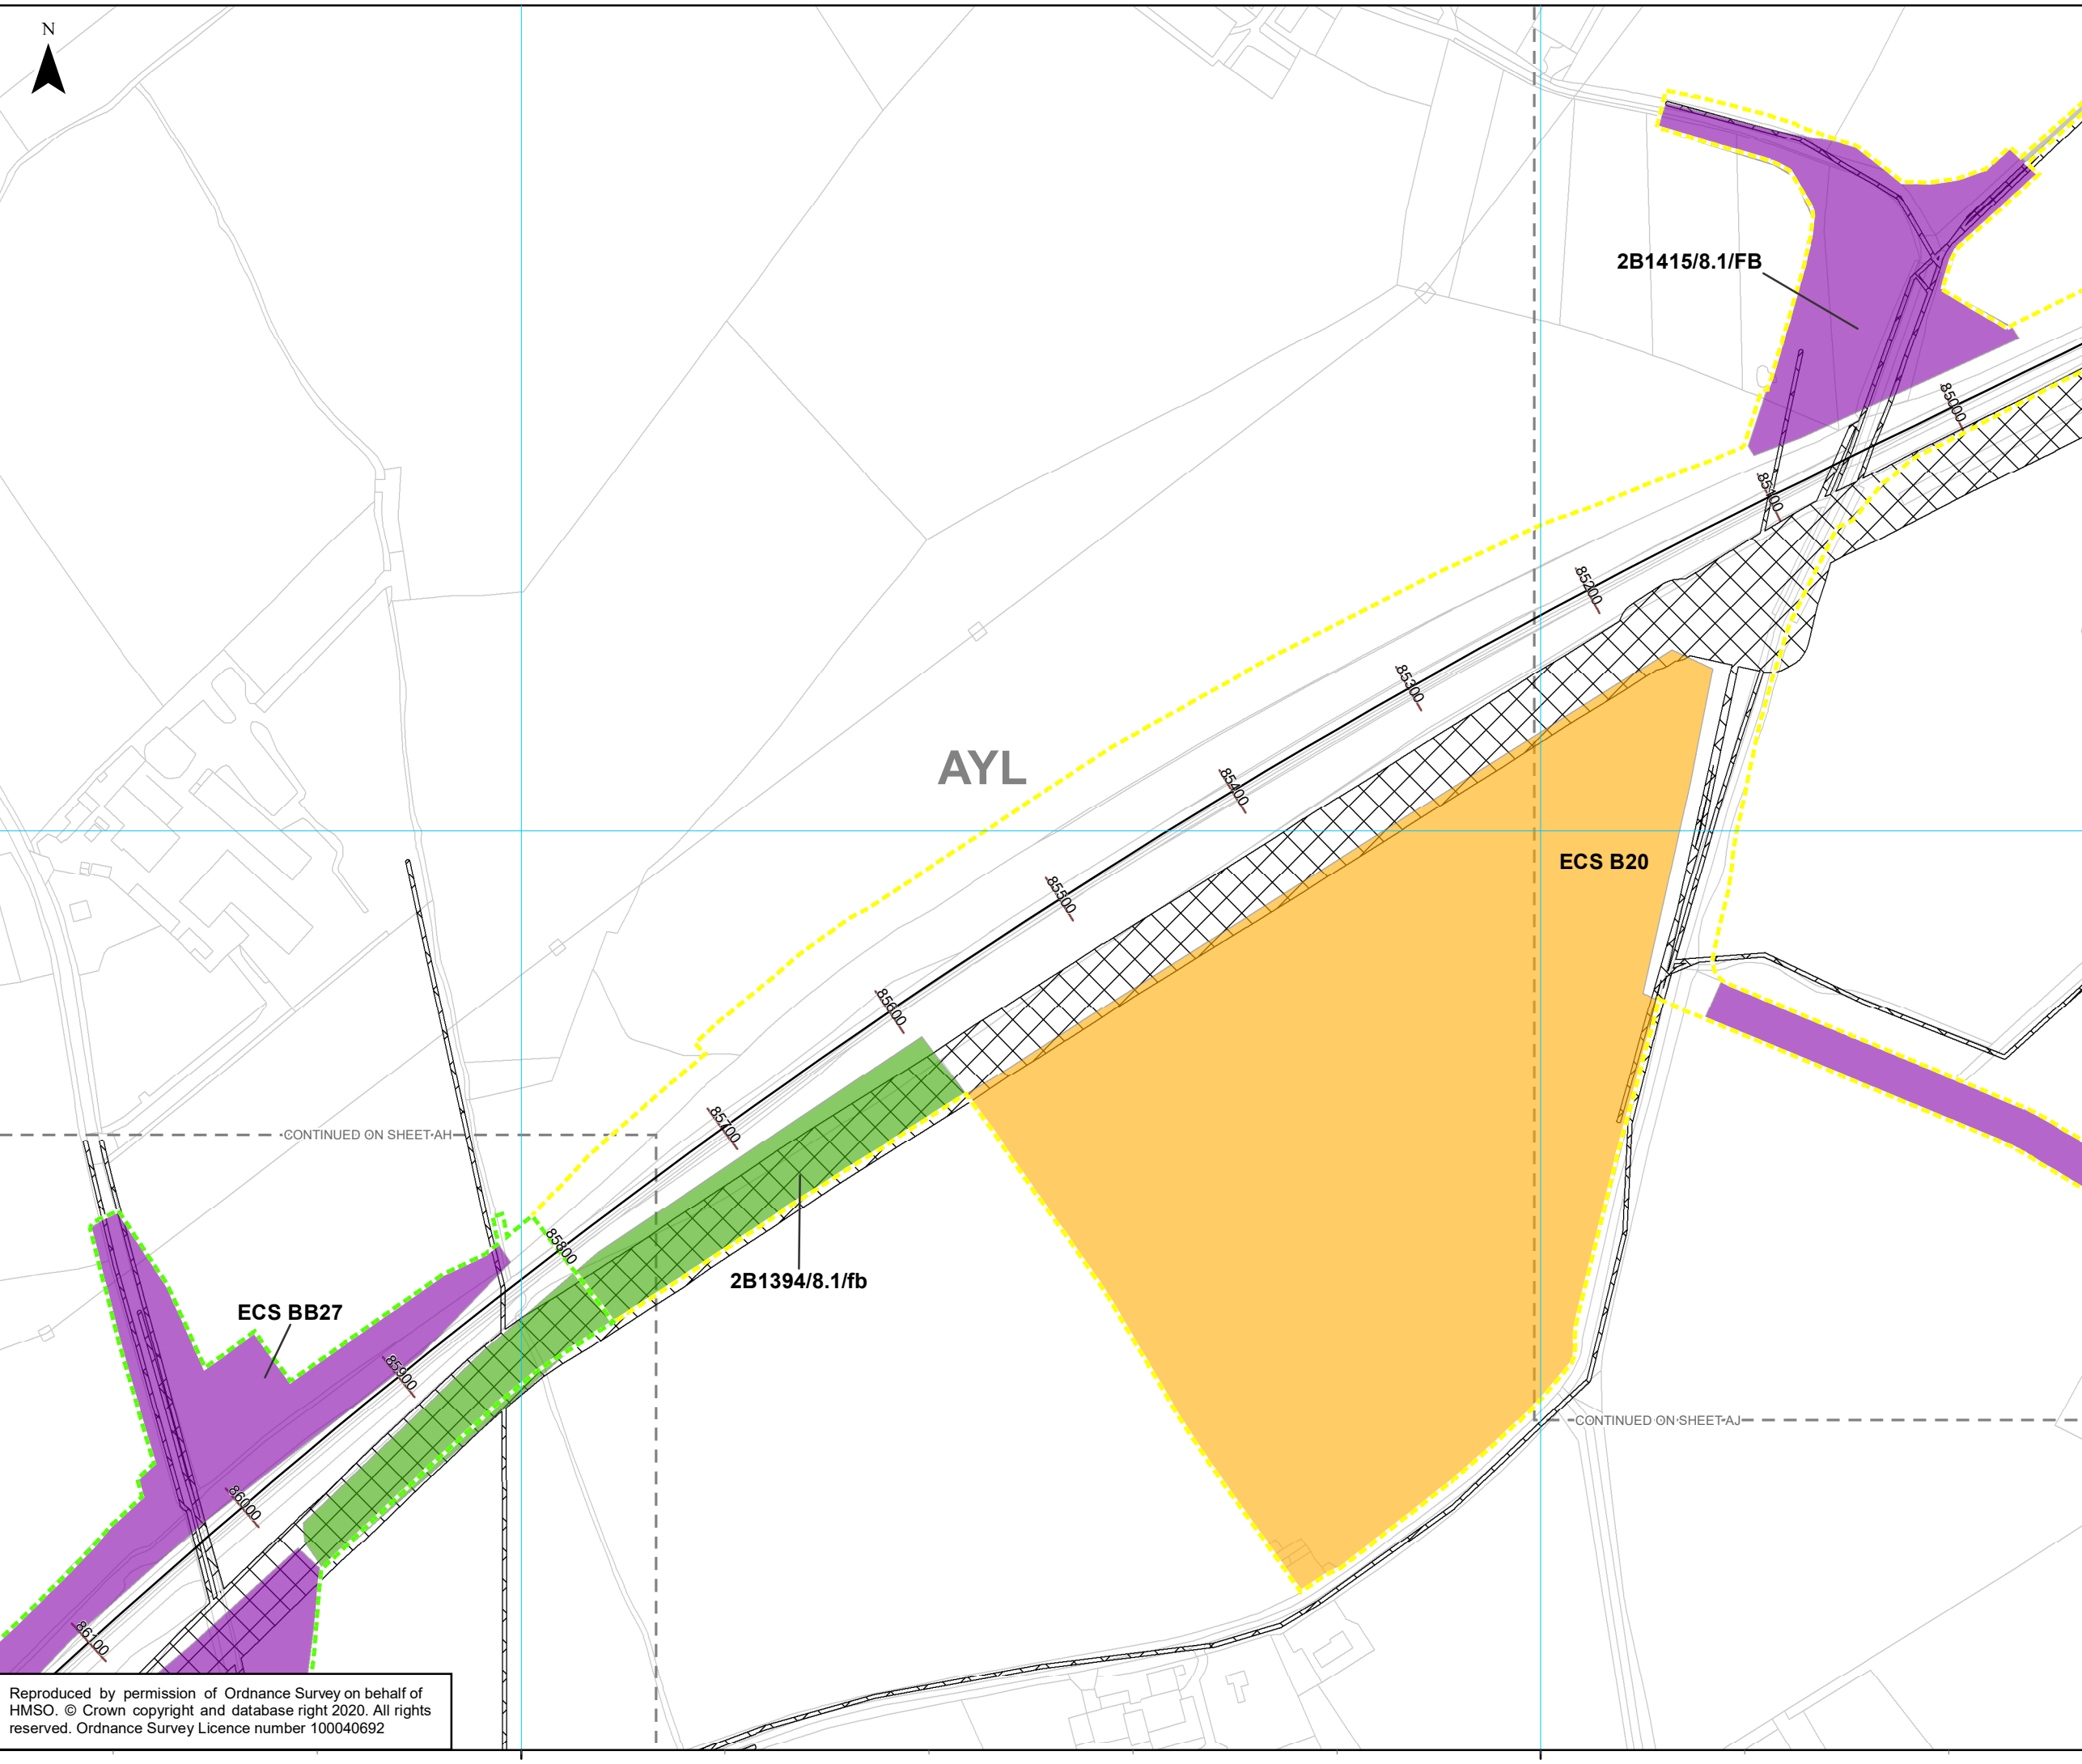 N
2B1415/8.1/FB
85000
85100
85200
85300
AYL
85400
ECS B20
85500
85600
85700
CONTINUED ON SHEET AH
85800
2B1394/8.1/fb
ECS BB27
85900
CONTINUED ON SHEET AJ
86000
86100
Reproduced by permission of Ordnance Survey on behalf of
HMSO. © Crown copyright and database right 2020. All rights
reserved. Ordnance Survey Licence number 100040692